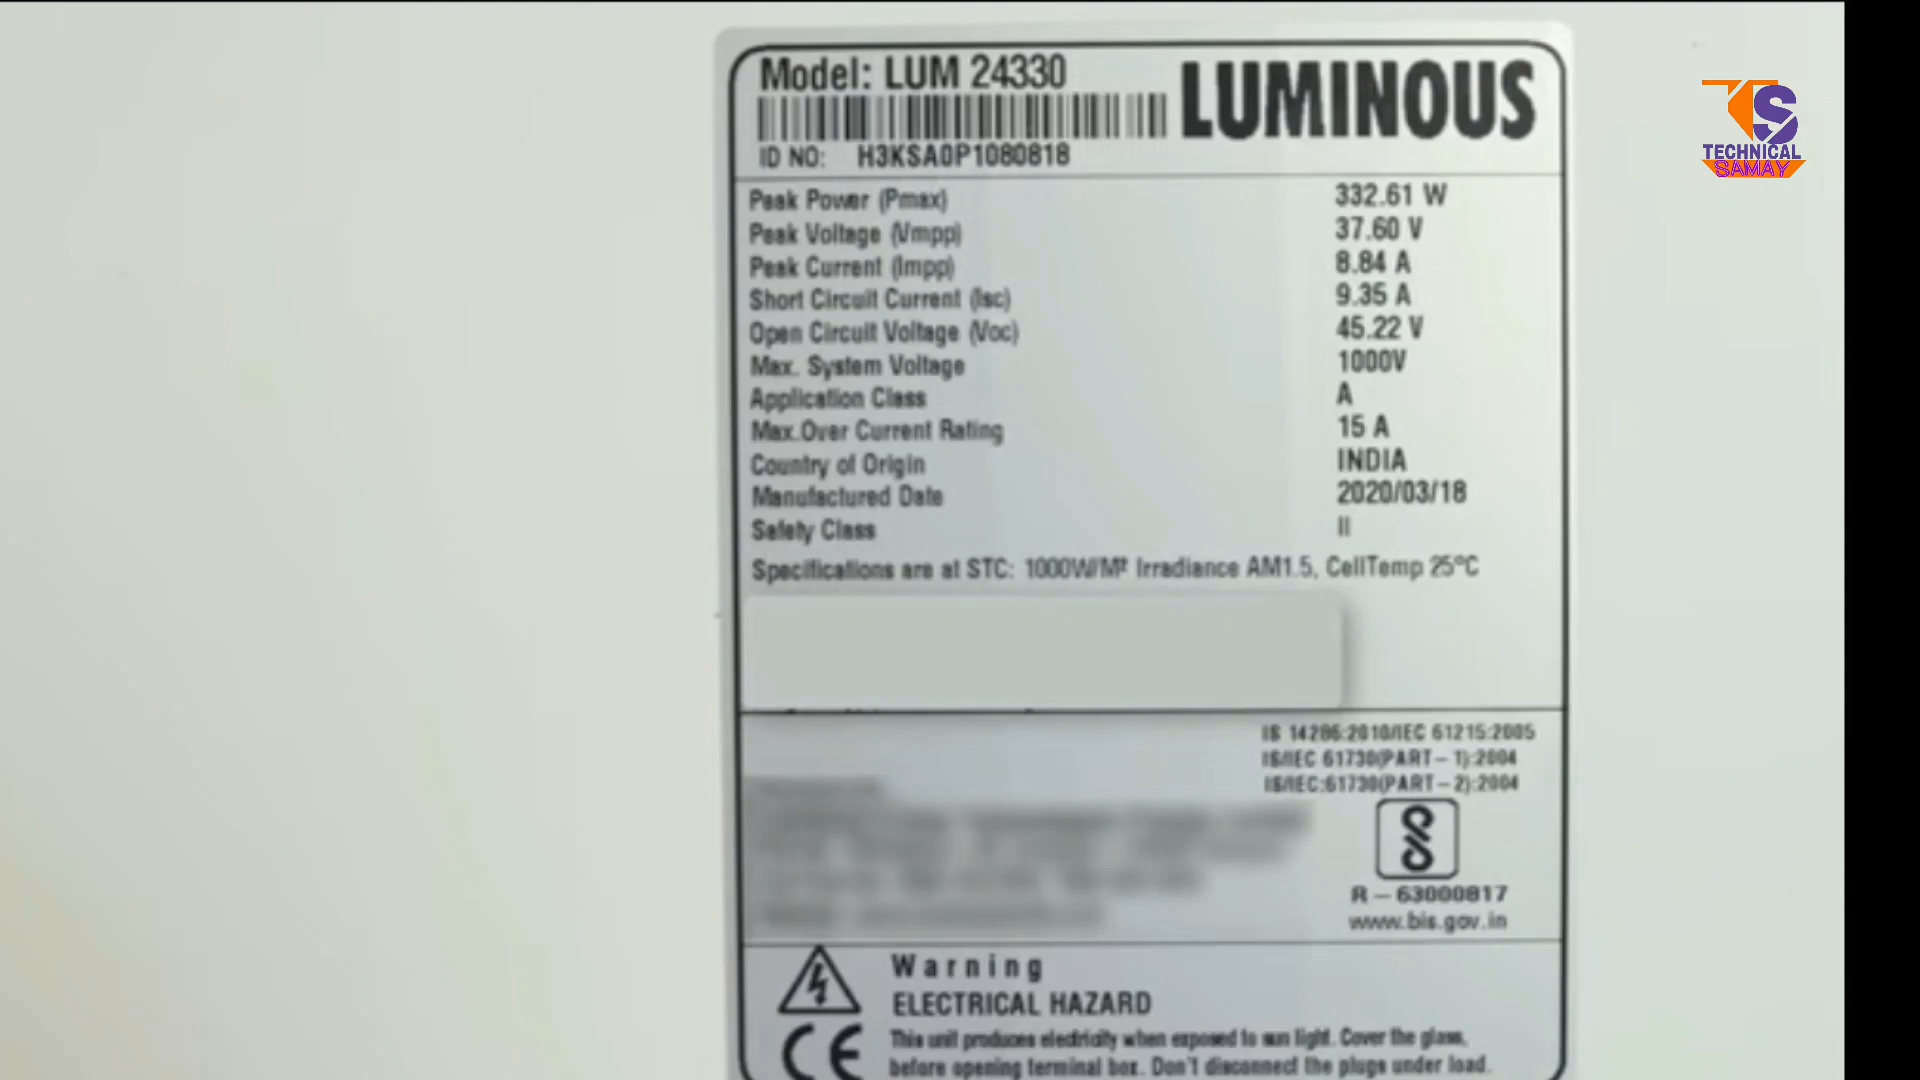 Model: LUM 24330
LUMINOUS
ID NO: H3KSA0P1080818
Peak Power (Pmax) 332.61 W
Peak Voltage (Vmpp) 37.60 V
Peak Current (Impp) 8.84 A
Short Circuit Current (Isc) 9.35 A
Open Circuit Voltage (Voc) 45.22 V
Max. System Voltage 1000V
Application Class A
Max.Over Current Rating 15 A
Country of Origin INDIA
Manufactured Date 2020/03/18
Safety Class II
Specifications are at STC: 1000W/M² Irradiance AM1.5, CellTemp 25°C
IS 14286:2010/IEC 61215:2005
IS/IEC 61730(PART-1):2004
IS/IEC:61730(PART-2):2004
R-63000817
www.bis.gov.in
Warning
ELECTRICAL HAZARD
CE
This unit produces electricity when exposed to sun light. Cover the glass,
before opening terminal box. Don't disconnect the plugs under load.
TS
TECHNICAL
SAMAY